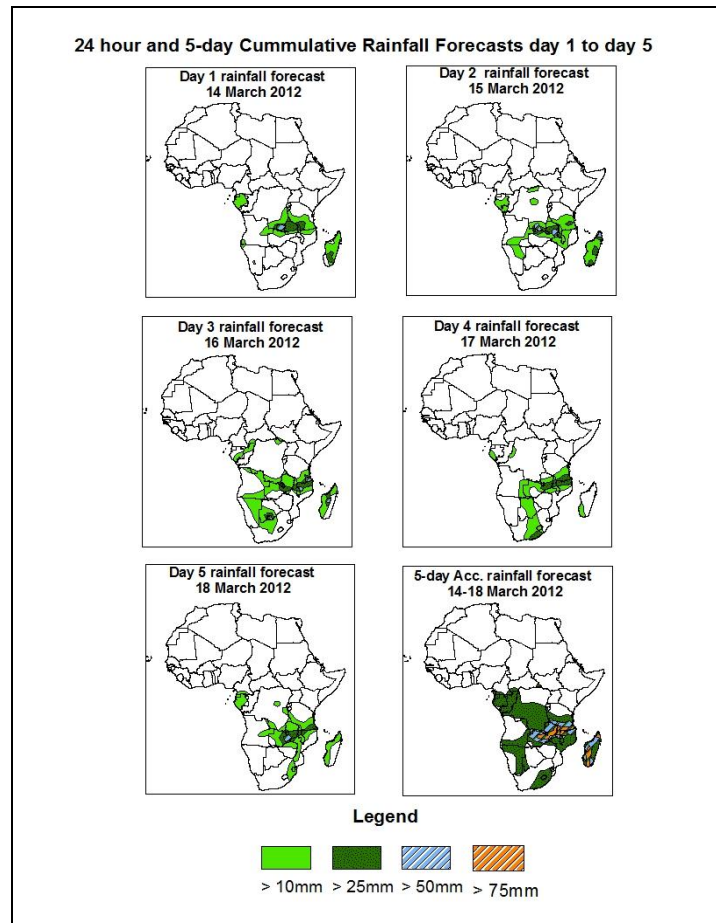 24 hour and 5-day Cummulative Rainfall Forecasts day 1 to day 5
Day 1 rainfall forecast
14 March 2012
Day 2 rainfall forecast
15 March 2012
Day 3 rainfall forecast
16 March 2012
Day 4 rainfall forecast
17 March 2012
Day 5 rainfall forecast
18 March 2012
5-day Acc. rainfall forecast
14-18 March 2012
Legend
> 10mm > 25mm > 50mm > 75mm